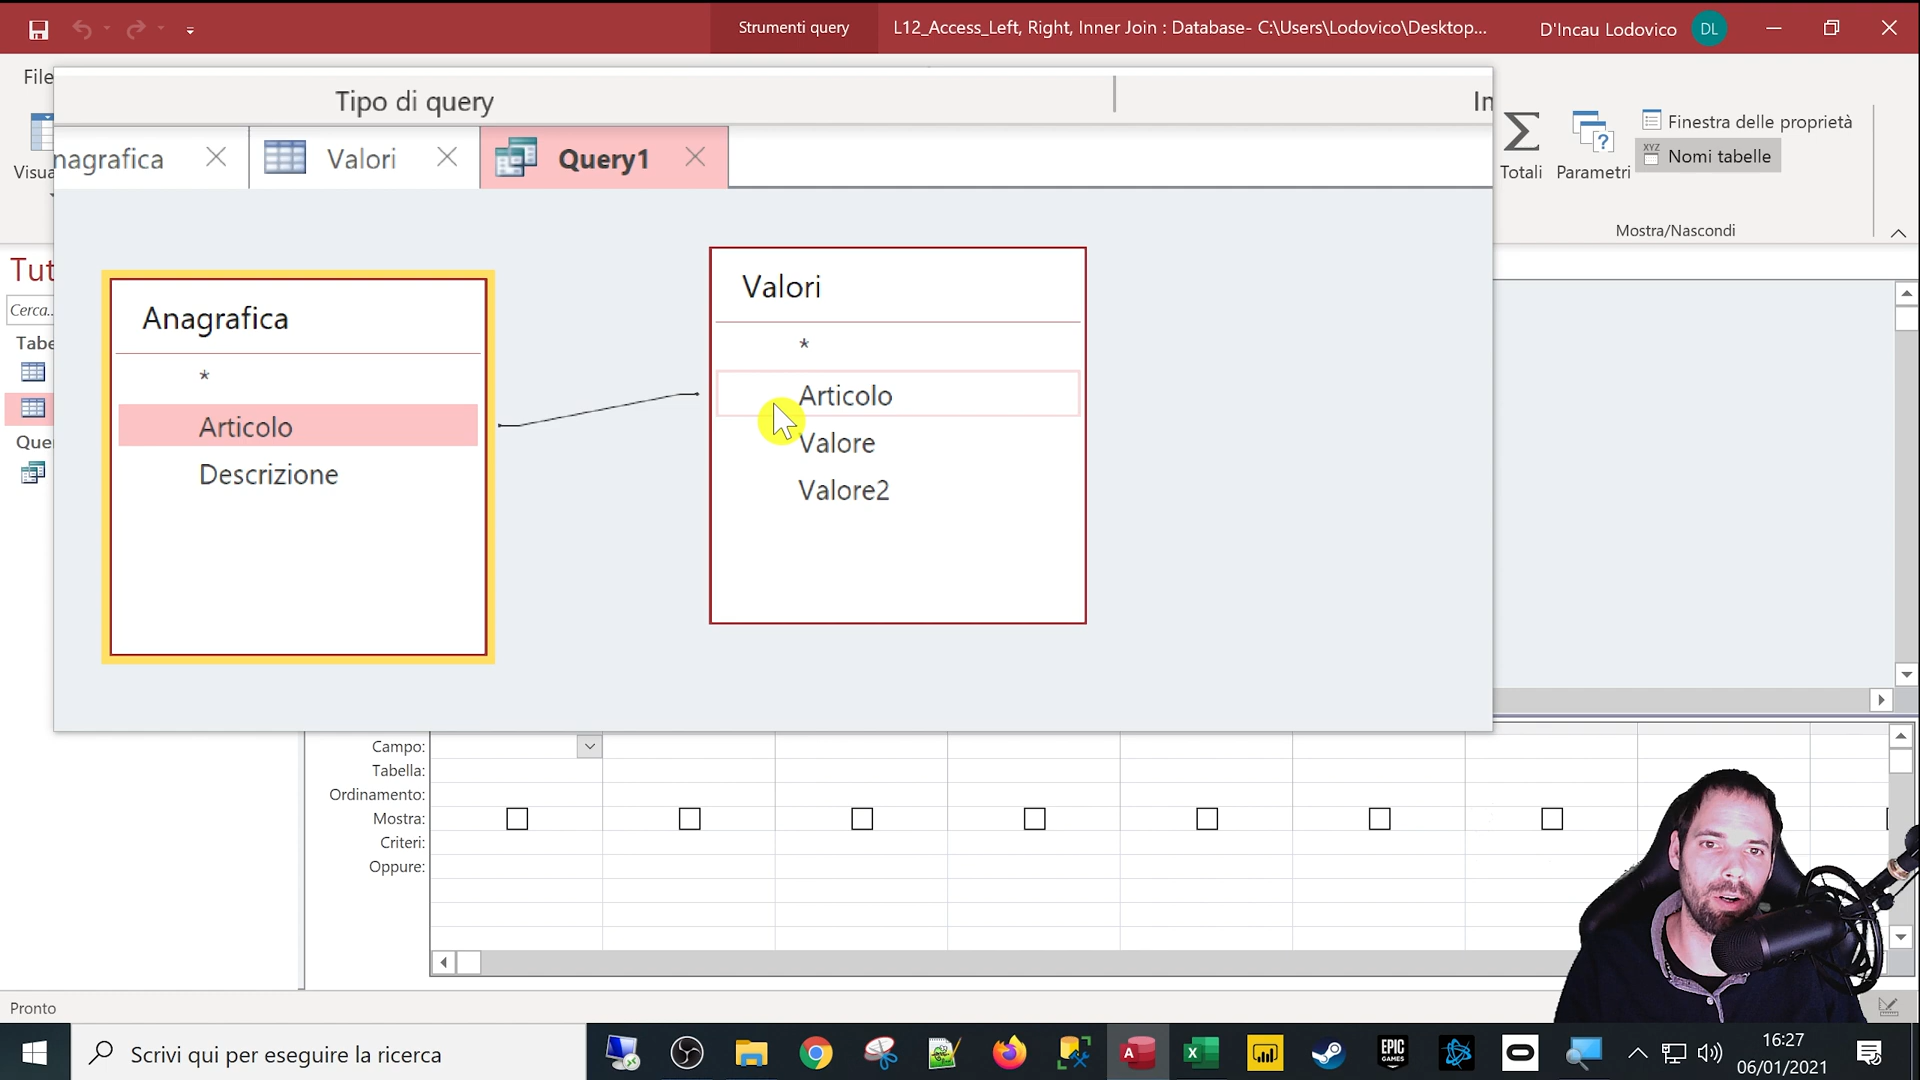 Strumenti query
L12_Access_Left, Right, Inner Join : Database- C:\Users\Lodovico\Desktop...
D'Incau Lodovico
DL
File
Tipo di query
In
nagrafica
Valori
Query1
Visua
Totali
Parametri
Finestra delle proprietà
XYZ
Nomi tabelle
Mostra/Nascondi
Tut
Cerca..
Tabe
Que
Anagrafica
*
Articolo
Descrizione
Valori
*
Articolo
Valore
Valore2
Campo:
Tabella:
Ordinamento:
Mostra:
Criteri:
Oppure:
Pronto
Scrivi qui per eseguire la ricerca
EPIC
GAMES
16:27
06/01/2021